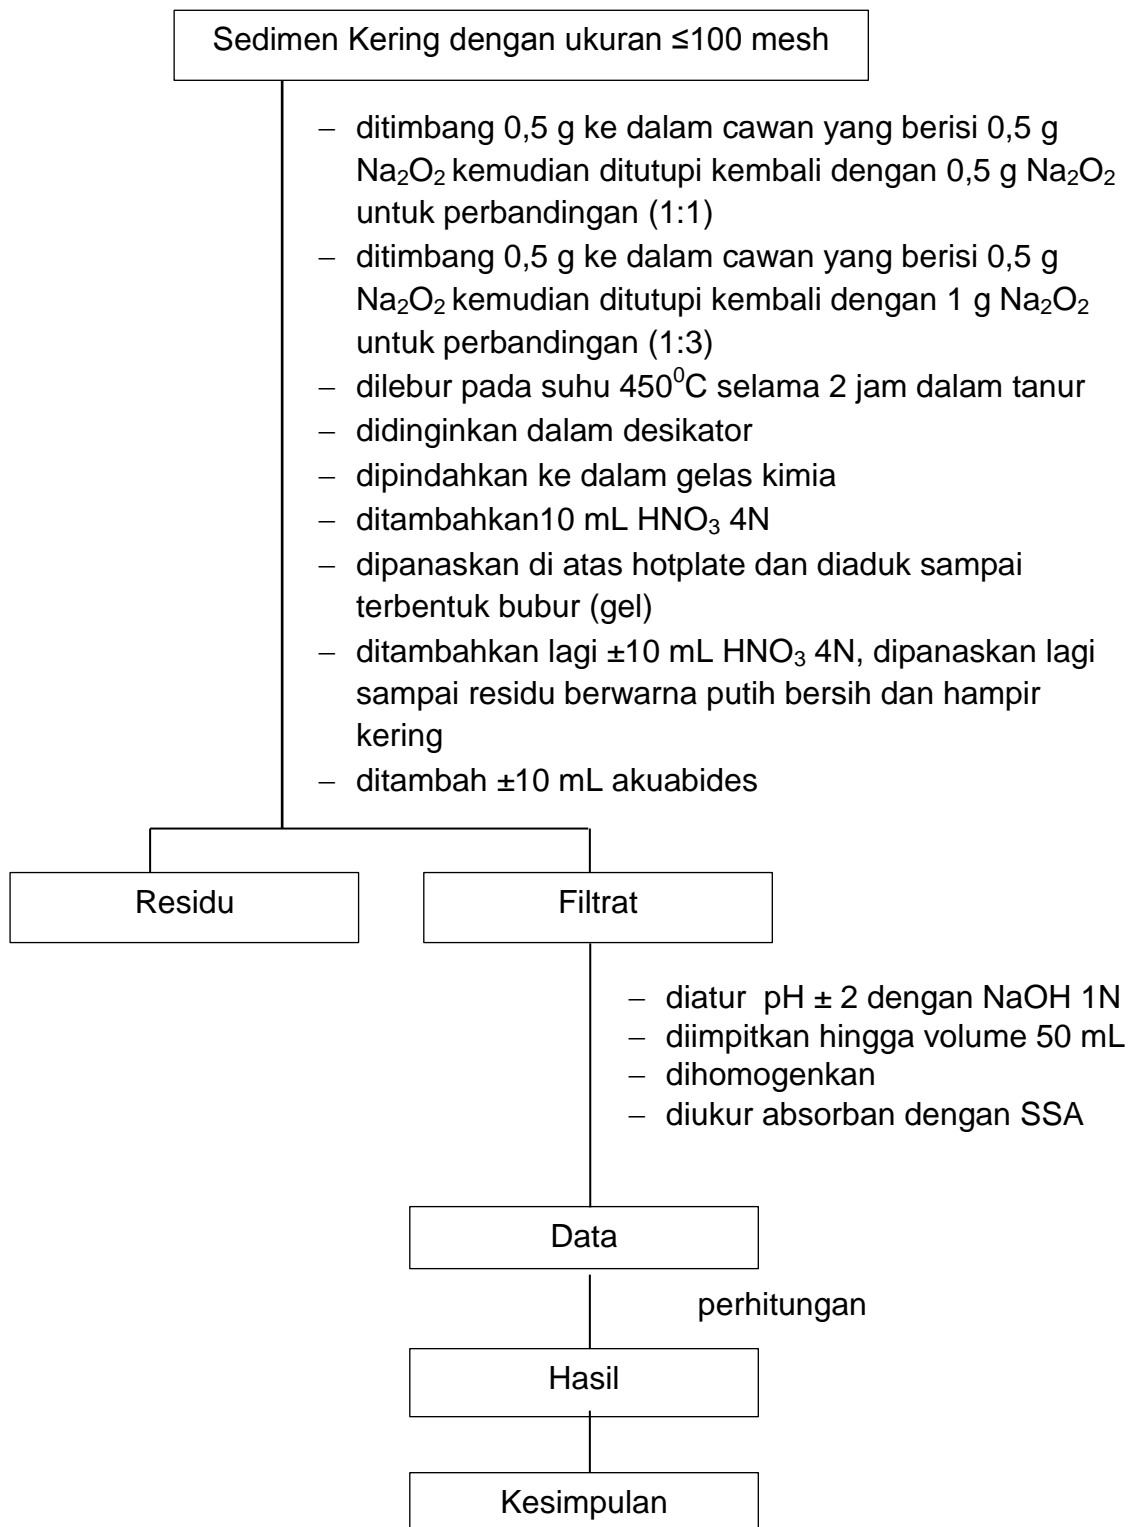 Sedimen Kering dengan ukuran ≤100 mesh
– ditimbang 0,5 g ke dalam cawan yang berisi 0,5 g
Na₂O₂ kemudian ditutupi kembali dengan 0,5 g Na₂O₂
untuk perbandingan (1:1)
– ditimbang 0,5 g ke dalam cawan yang berisi 0,5 g
Na₂O₂ kemudian ditutupi kembali dengan 1 g Na₂O₂
untuk perbandingan (1:3)
– dilebur pada suhu 450⁰C selama 2 jam dalam tanur
– didinginkan dalam desikator
– dipindahkan ke dalam gelas kimia
– ditambahkan10 mL HNO₃ 4N
– dipanaskan di atas hotplate dan diaduk sampai
terbentuk bubur (gel)
– ditambahkan lagi ±10 mL HNO₃ 4N, dipanaskan lagi
sampai residu berwarna putih bersih dan hampir
kering
– ditambah ±10 mL akuabides
Residu
Filtrat
– diatur pH ± 2 dengan NaOH 1N
– diimpitkan hingga volume 50 mL
– dihomogenkan
– diukur absorban dengan SSA
Data
perhitungan
Hasil
Kesimpulan